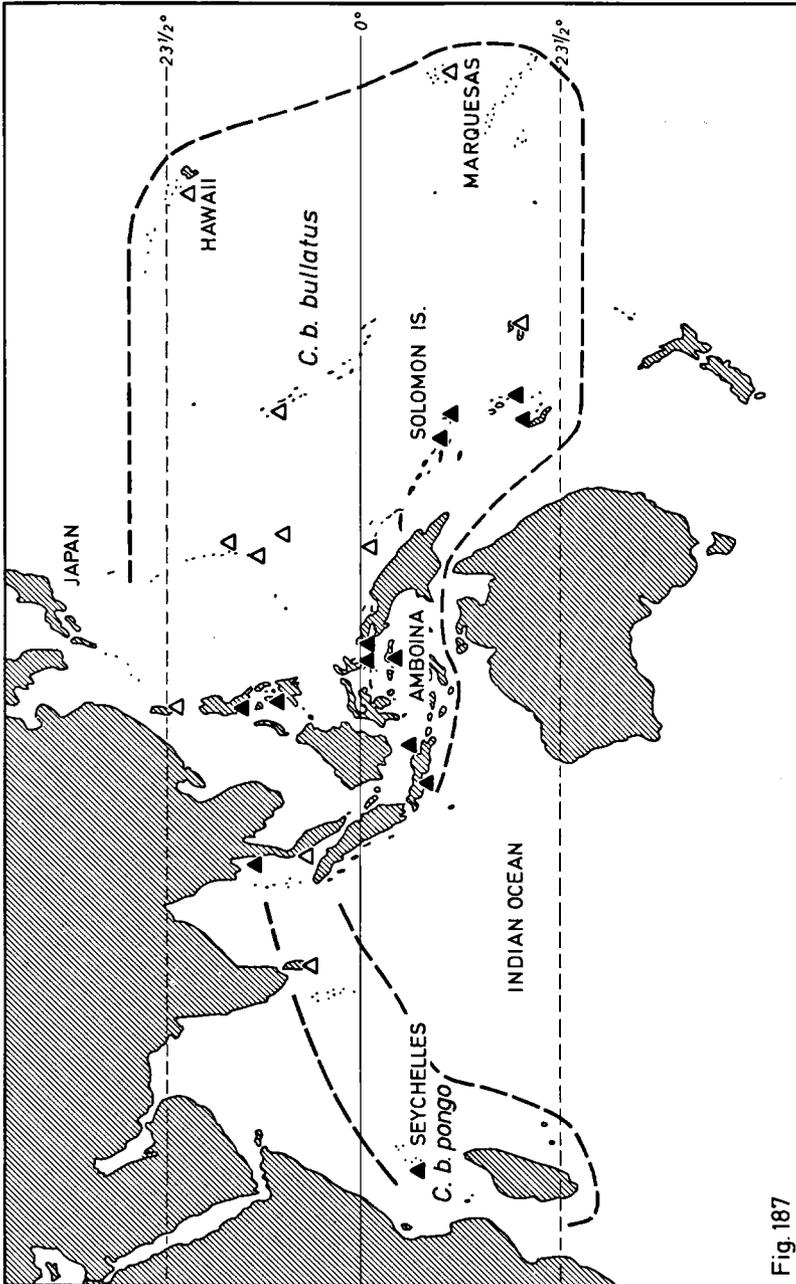 JAPAN
HAWAII
23½°
C. b. bullatus
0°
SOLOMON IS.
MARQUESAS
AMBOINA
SEYCHELLES
C. b. pongo
INDIAN OCEAN
23½°
Fig. 187